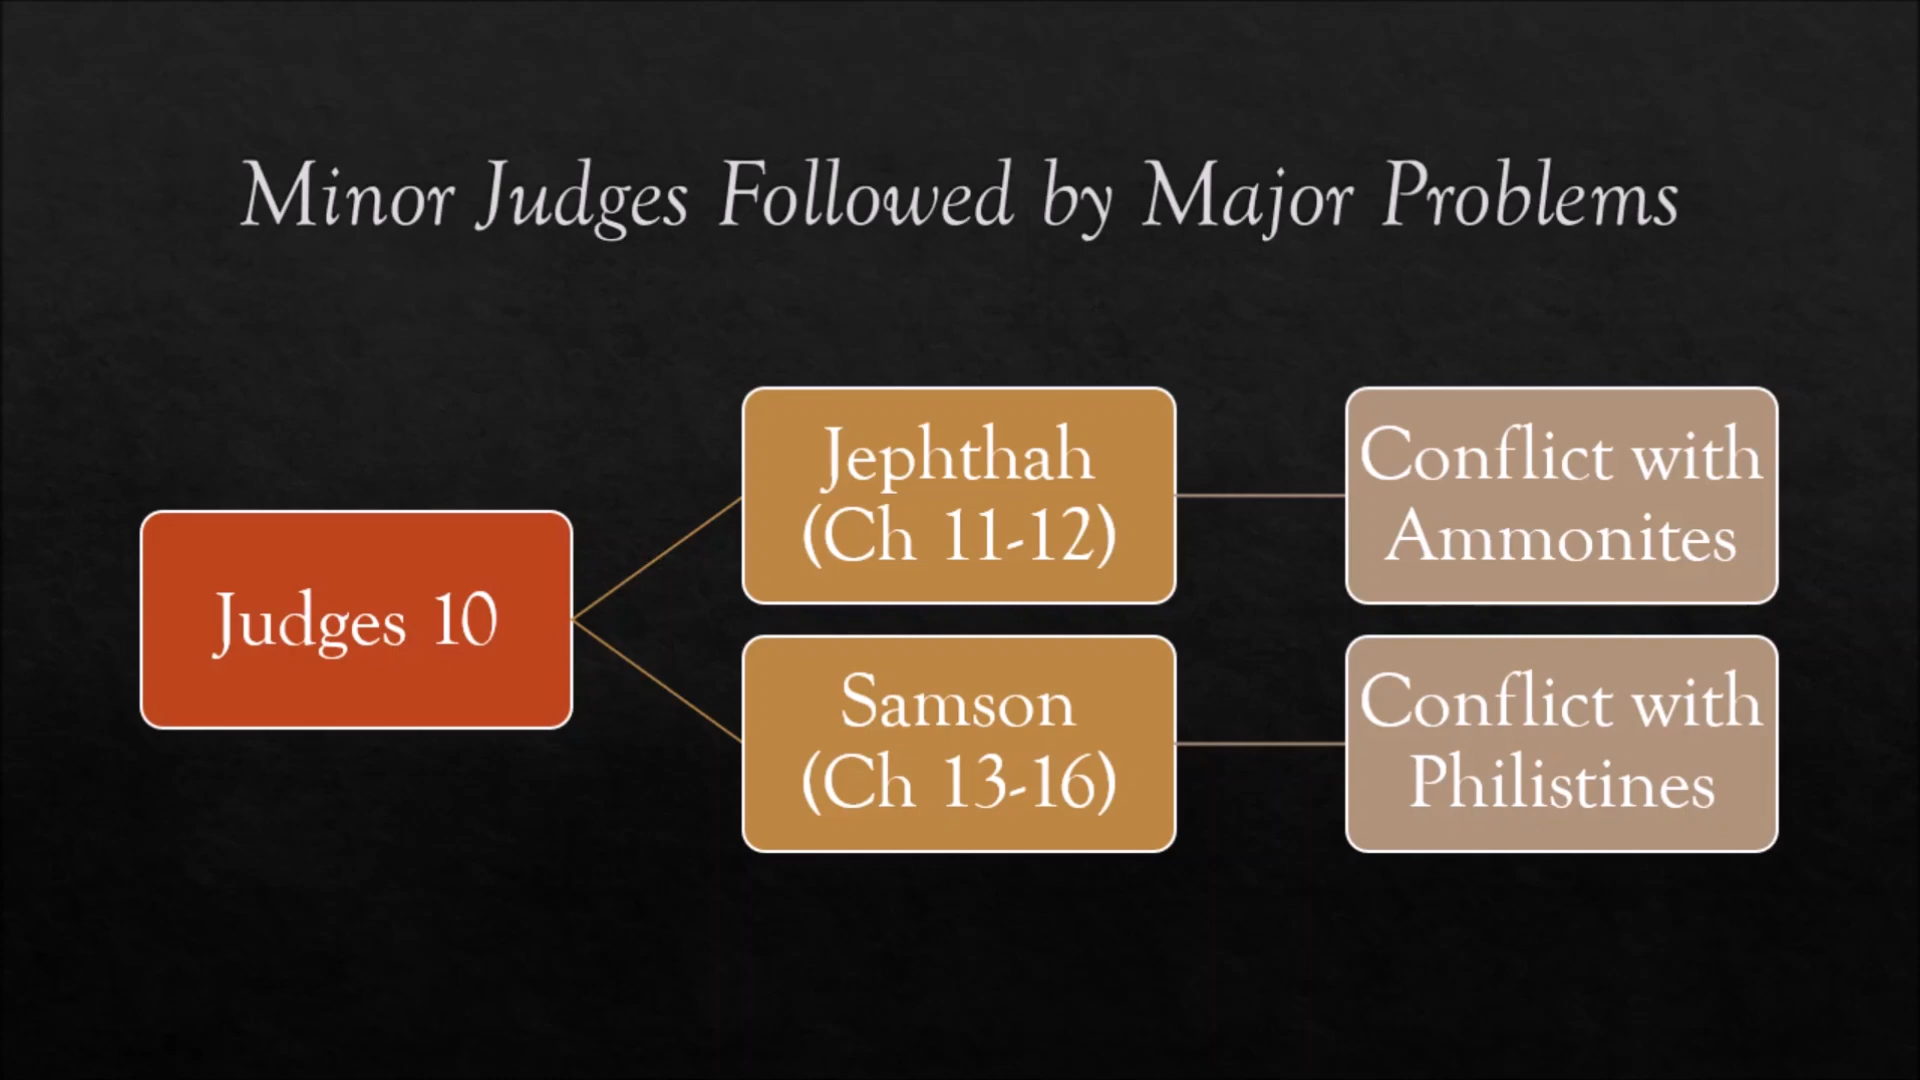 Minor Judges Followed by Major Problems
Judges 10
Jephthah
(Ch 11-12)
Conflict with
Ammonites
Samson
(Ch 13-16)
Conflict with
Philistines